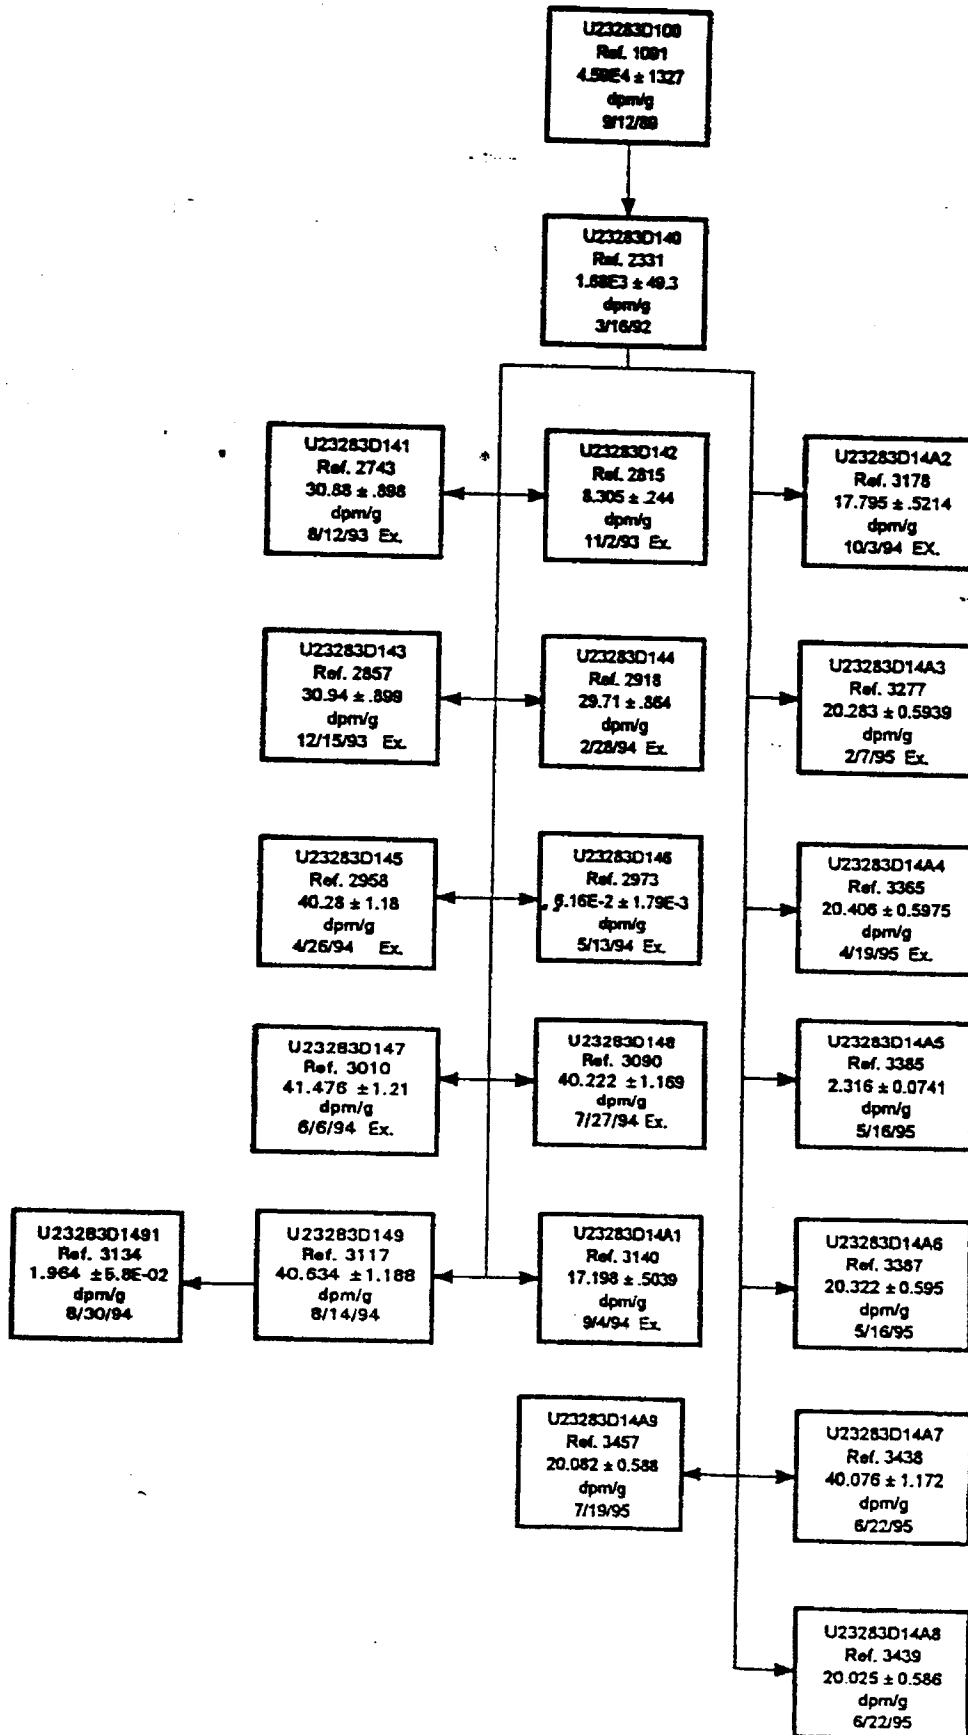 U23283D100
Ref. 1091
4.59E4 ± 1327
dpm/g
9/12/89
U23283D140
Ref. 2331
1.68E3 ± 49.3
dpm/g
3/16/92
U23283D141
Ref. 2743
30.88 ± .898
dpm/g
8/12/93 Ex.
U23283D142
Ref. 2815
8.305 ± .244
dpm/g
11/2/93 Ex.
U23283D14A2
Ref. 3178
17.795 ± .5214
dpm/g
10/3/94 EX.
U23283D143
Ref. 2857
30.94 ± .899
dpm/g
12/15/93 Ex.
U23283D144
Ref. 2918
29.71 ± .864
dpm/g
2/28/94 Ex.
U23283D14A3
Ref. 3277
20.283 ± 0.5939
dpm/g
2/7/95 Ex.
U23283D145
Ref. 2958
40.28 ± 1.18
dpm/g
4/26/94 Ex.
U23283D146
Ref. 2973
6.16E-2 ± 1.79E-3
dpm/g
5/13/94 Ex.
U23283D14A4
Ref. 3365
20.406 ± 0.5975
dpm/g
4/19/95 Ex.
U23283D147
Ref. 3010
41.476 ± 1.21
dpm/g
6/6/94 Ex.
U23283D148
Ref. 3090
40.222 ± 1.169
dpm/g
7/27/94 Ex.
U23283D14A5
Ref. 3385
2.316 ± 0.0741
dpm/g
5/16/95
U23283D1491
Ref. 3134
1.964 ± 5.8E-02
dpm/g
8/30/94
U23283D149
Ref. 3117
40.634 ± 1.188
dpm/g
8/14/94
U23283D14A1
Ref. 3140
17.198 ± .5039
dpm/g
9/4/94 Ex.
U23283D14A6
Ref. 3387
20.322 ± 0.595
dpm/g
5/16/95
U23283D14A9
Ref. 3457
20.082 ± 0.588
dpm/g
7/19/95
U23283D14A7
Ref. 3438
40.076 ± 1.172
dpm/g
6/22/95
U23283D14A8
Ref. 3439
20.025 ± 0.586
dpm/g
6/22/95